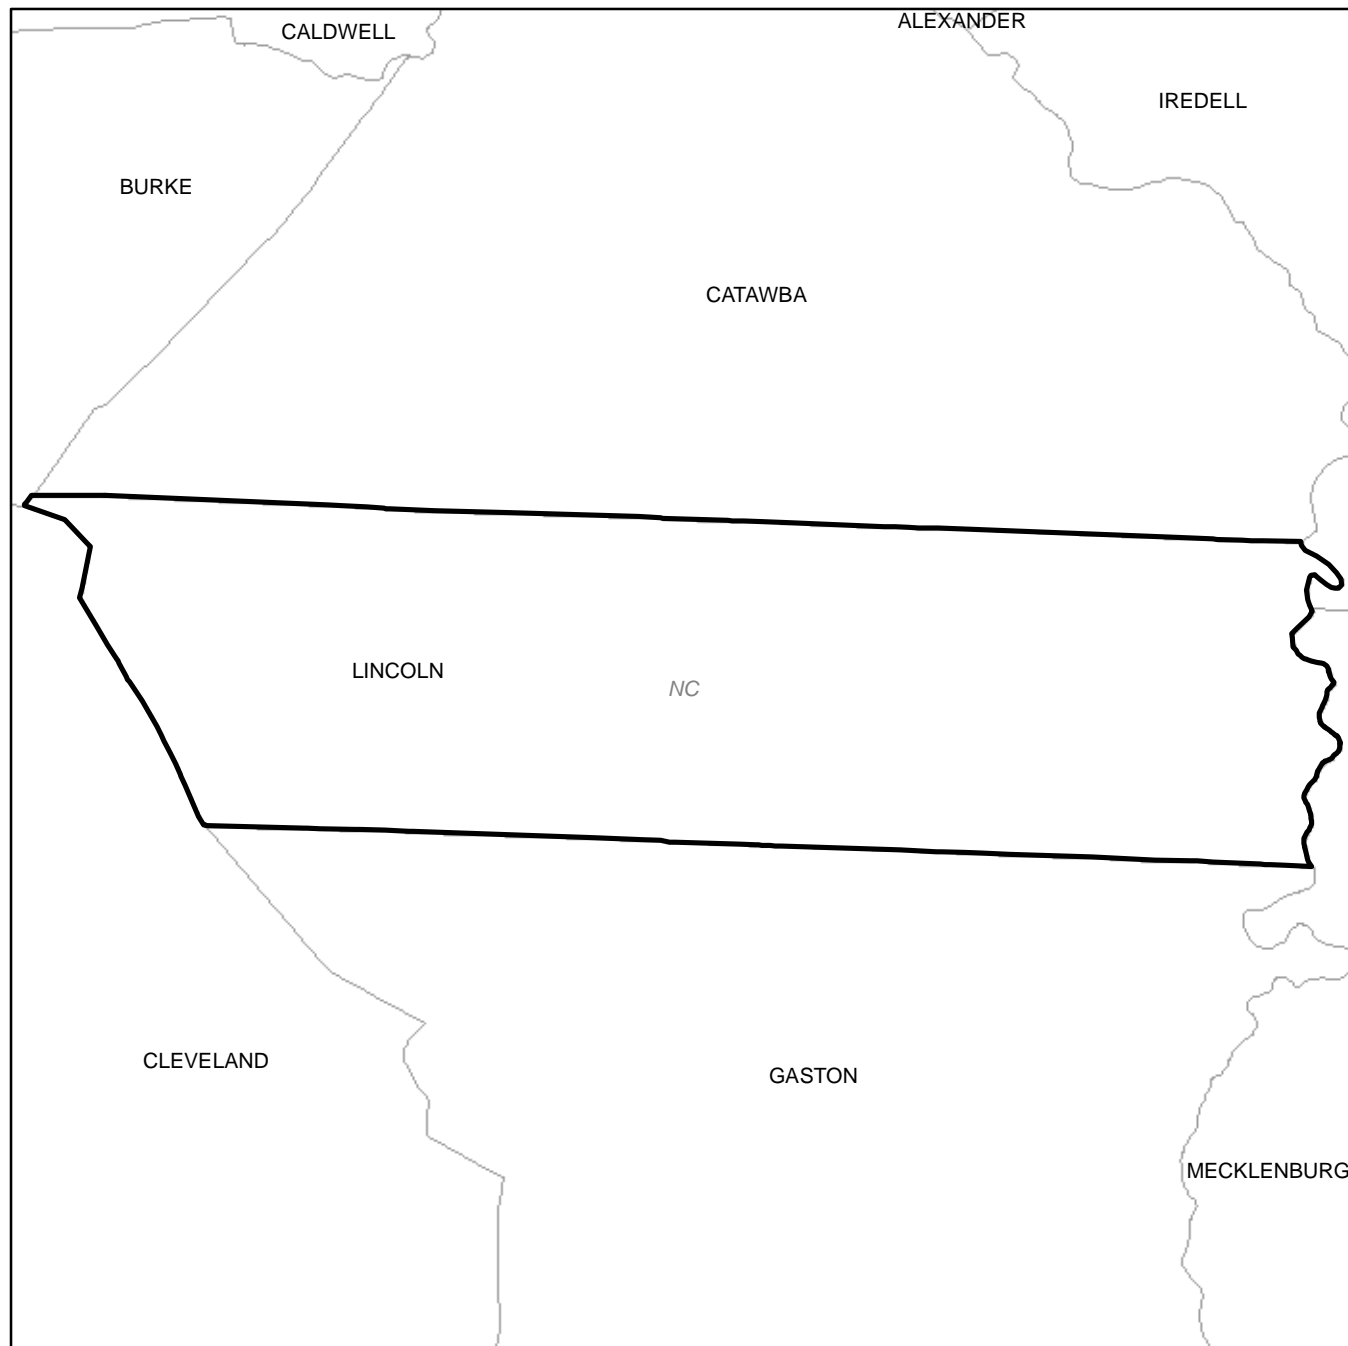 ALEXANDER
CALDWELL
IREDELL
BURKE
CATAWBA
LINCOLN
NC
CLEVELAND
GASTON
MECKLENBURG